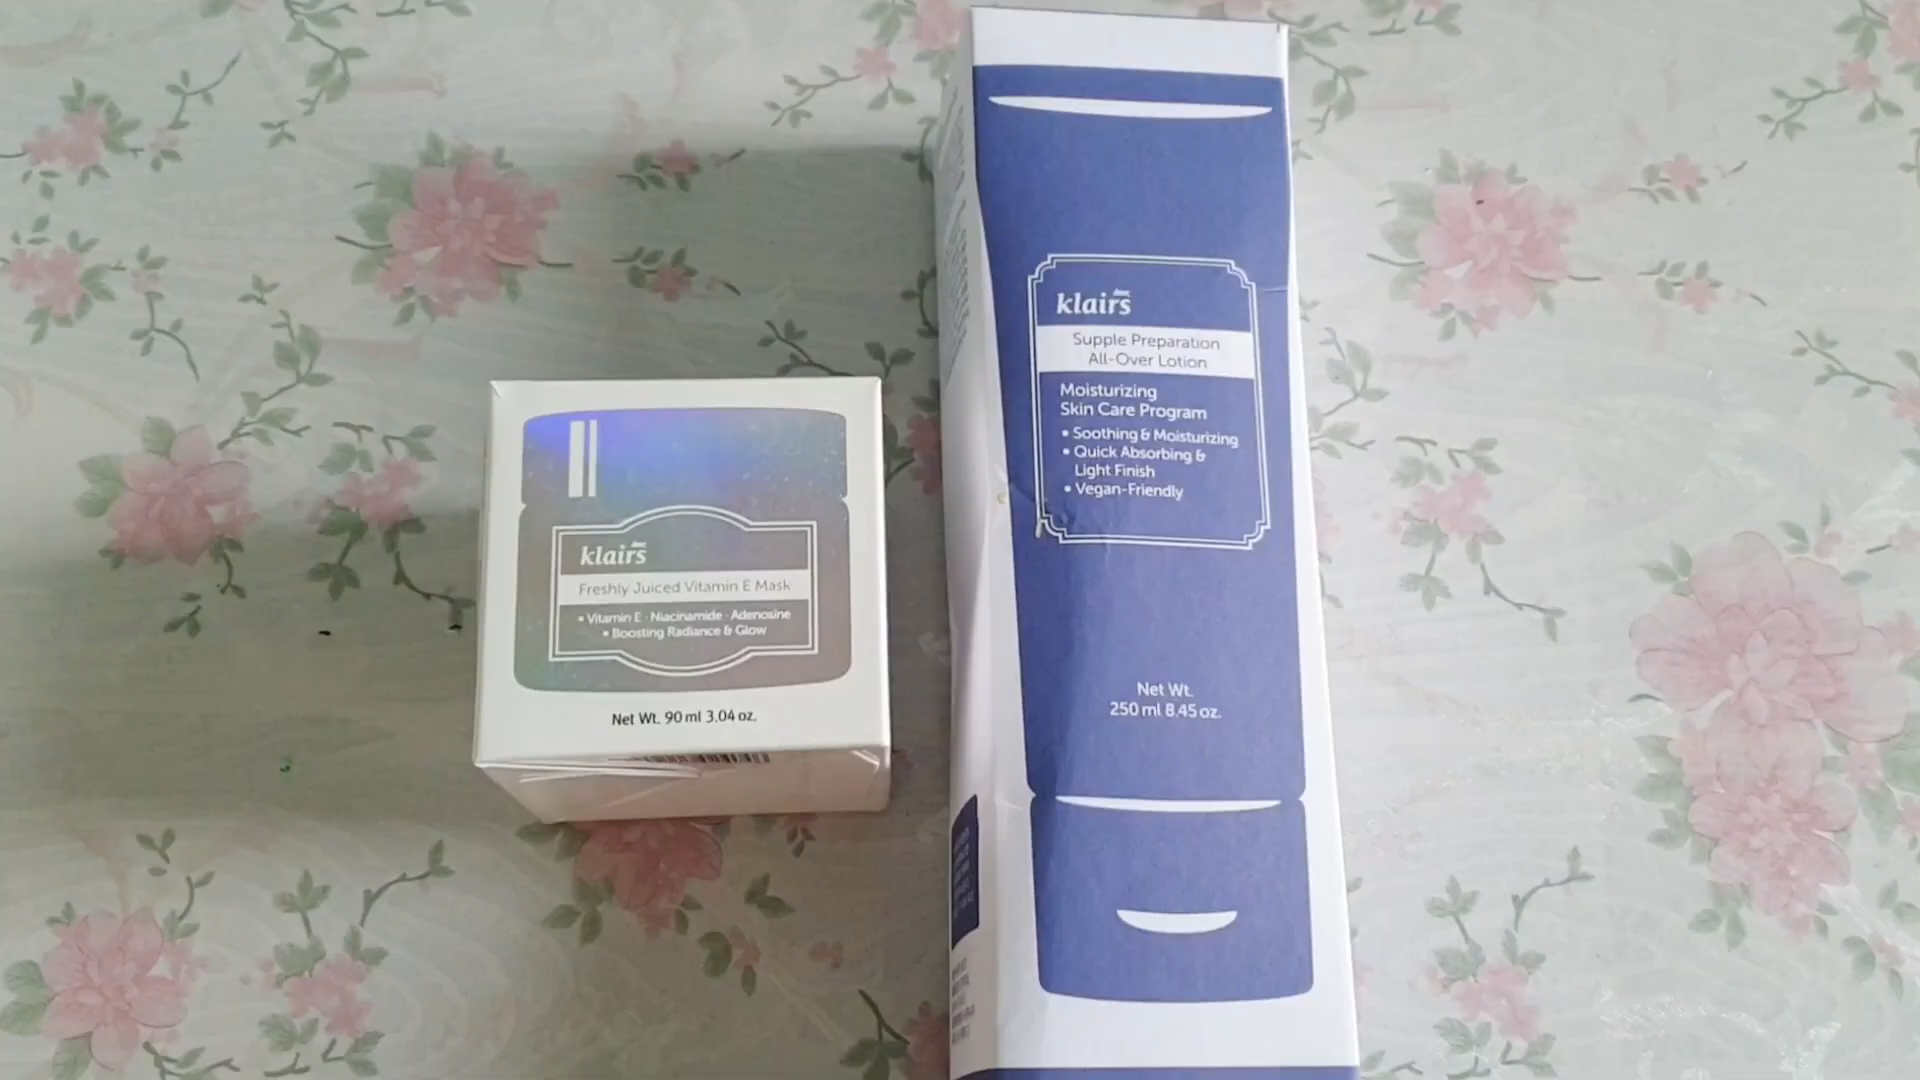 klairs
Freshly Juiced Vitamin E Mask
• Vitamin E · Niacinamide · Adenosine
• Boosting Radiance & Glow
Net Wt. 90 ml 3.04 oz.
klairs
Supple Preparation
All-Over Lotion
Moisturizing
Skin Care Program
• Soothing & Moisturizing
• Quick Absorbing &
Light Finish
• Vegan-Friendly
Net Wt.
250 ml 8.45 oz.